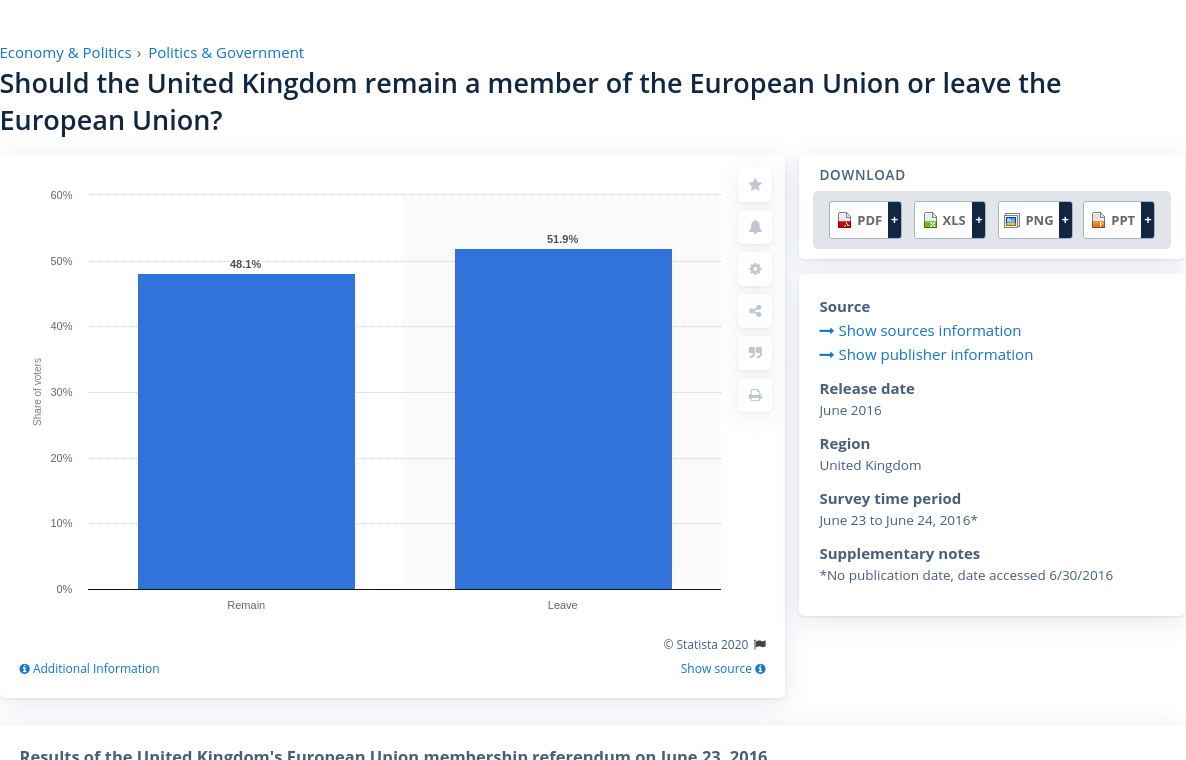 Economy & Politics › Politics & Government
Should the United Kingdom remain a member of the European Union or leave the
European Union?
60%
50%
40%
30%
20%
10%
0%
Share of voters
48.1%
51.9%
Remain
Leave
© Statista 2020
Additional Information
Show source
DOWNLOAD
PDF +
XLS +
PNG +
PPT +
Source
Show sources information
Show publisher information
Release date
June 2016
Region
United Kingdom
Survey time period
June 23 to June 24, 2016*
Supplementary notes
*No publication date, date accessed 6/30/2016
Results of the United Kingdom's European Union membership referendum on June 23, 2016